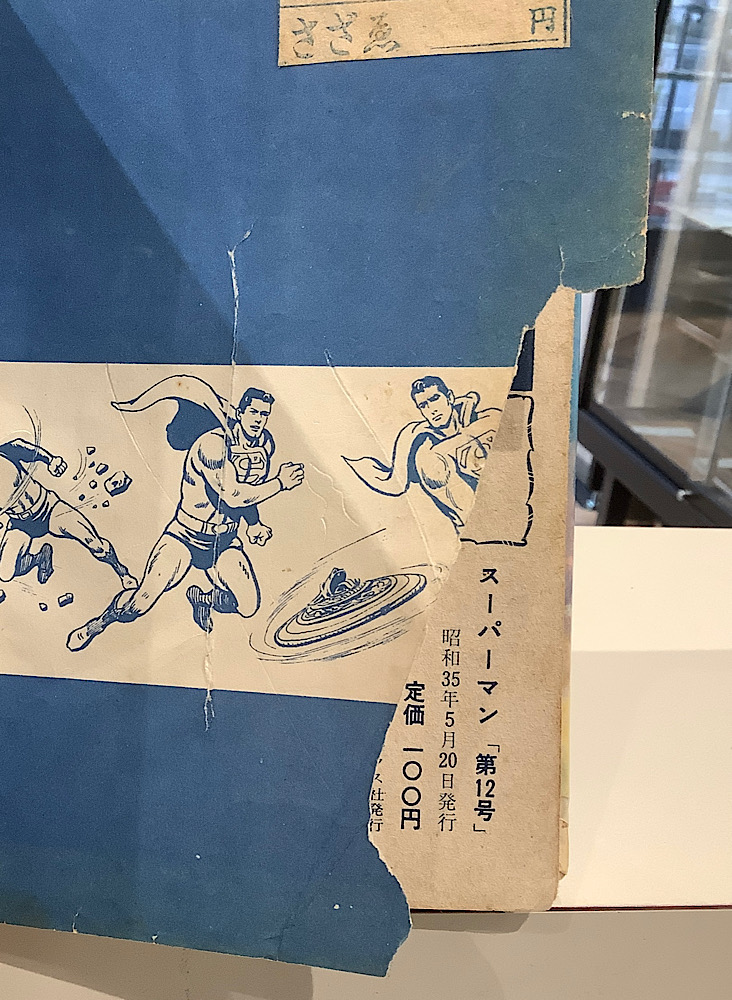 さざゑ
円
スーパーマン「第12号」
昭和35年5月20日発行
定価 一〇〇円
ス社発行